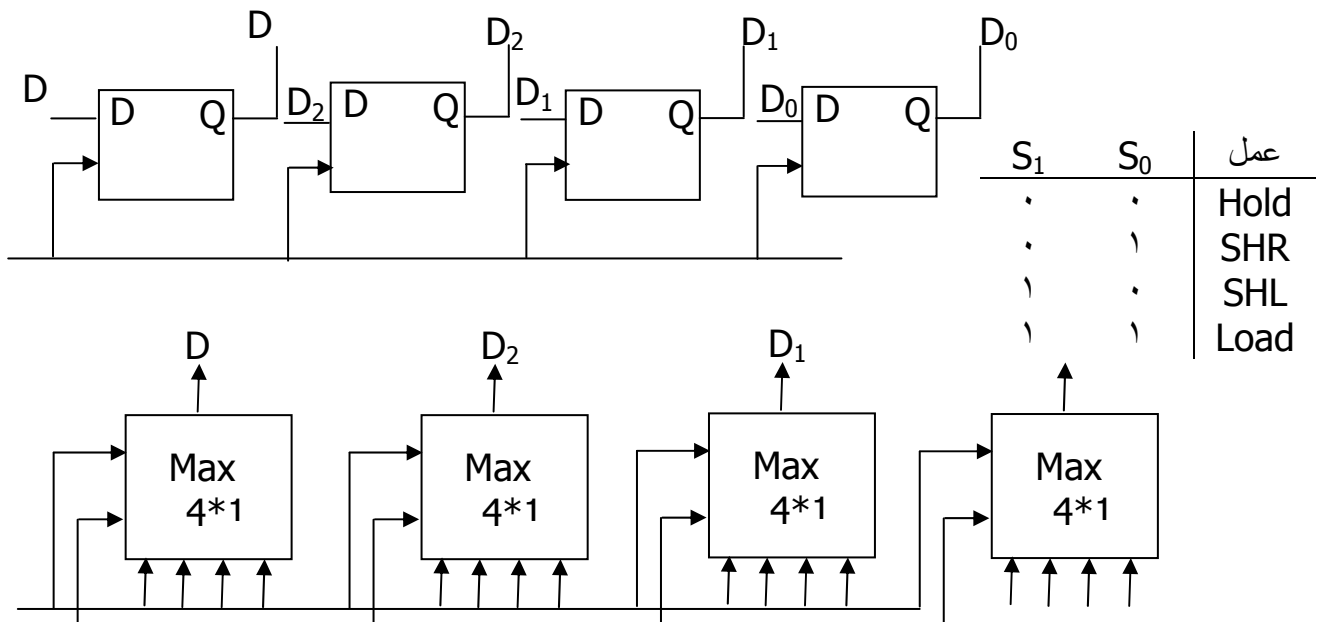 D D₂ D₁ D₀
D D Q D₂ D Q D₁ D Q D₀ D Q
S₁ S₀ عمل
٠ ٠ Hold
٠ ١ SHR
١ ٠ SHL
١ ١ Load
D D₂ D₁
Max Max Max Max
4*1 4*1 4*1 4*1